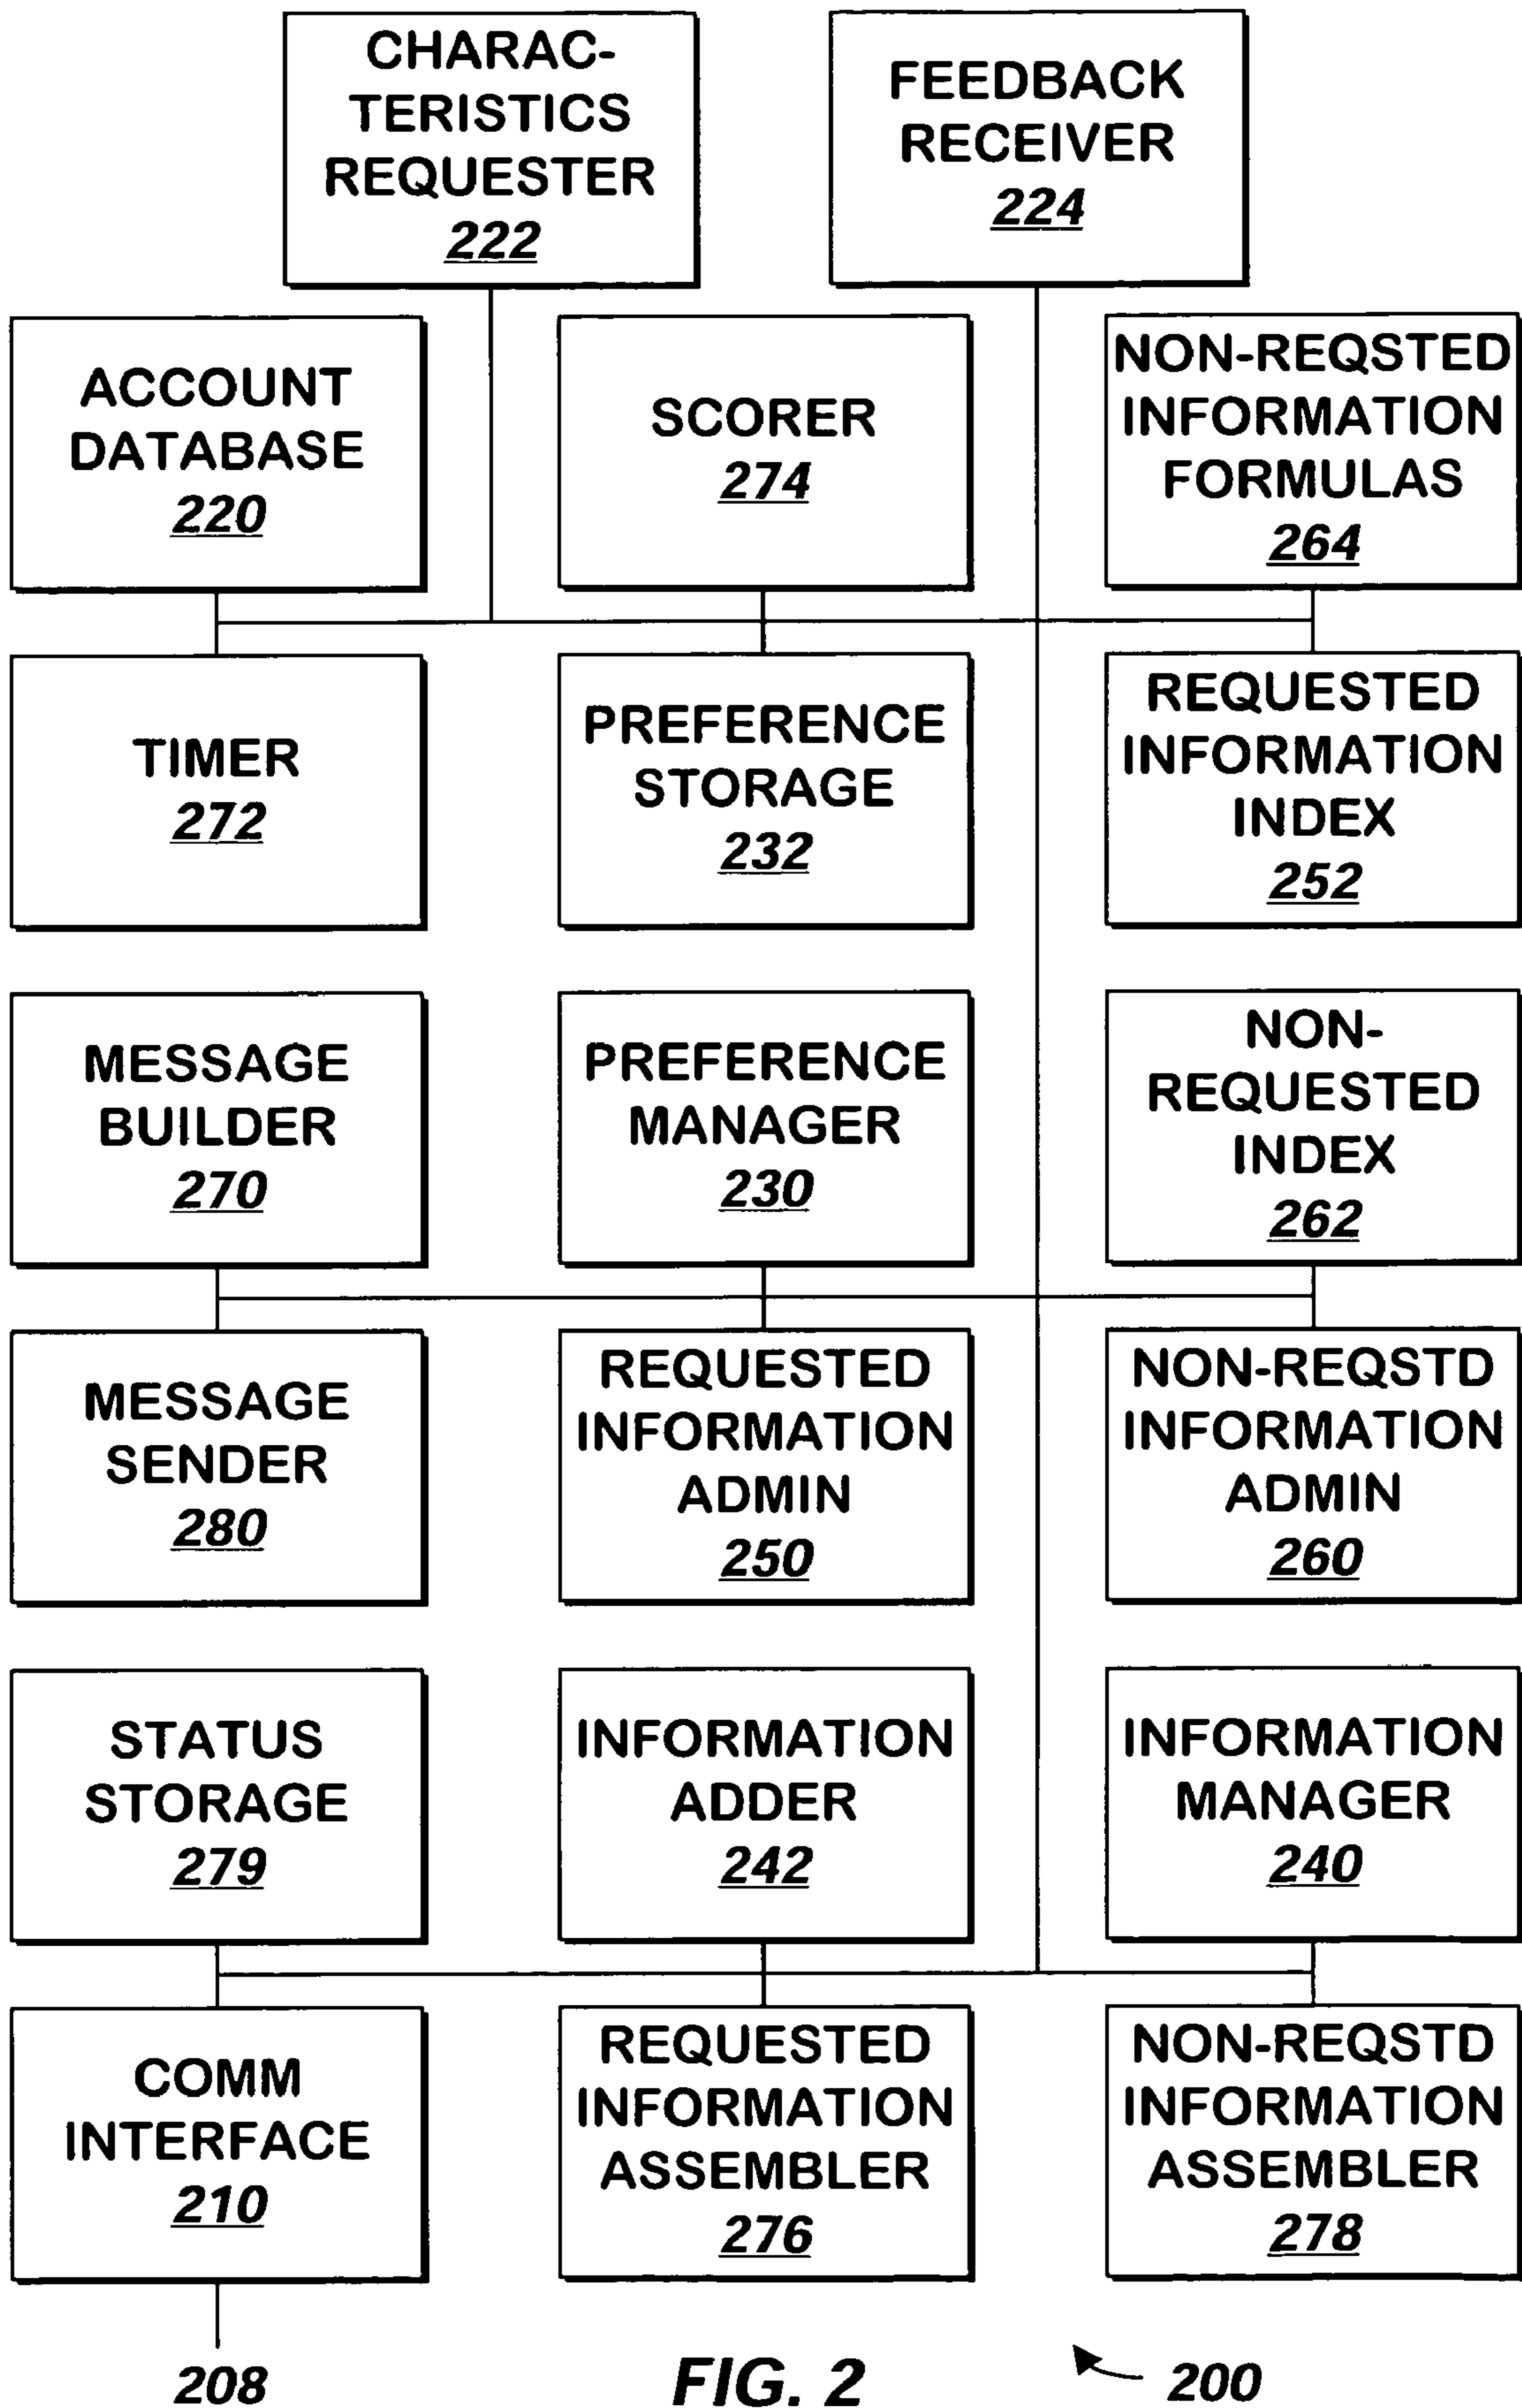 CHARAC-
TERISTICS
REQUESTER
222
FEEDBACK
RECEIVER
224
ACCOUNT
DATABASE
220
SCORER
274
NON-REQSTED
INFORMATION
FORMULAS
264
TIMER
272
PREFERENCE
STORAGE
232
REQUESTED
INFORMATION
INDEX
252
MESSAGE
BUILDER
270
PREFERENCE
MANAGER
230
NON-
REQUESTED
INDEX
262
MESSAGE
SENDER
280
REQUESTED
INFORMATION
ADMIN
250
NON-REQSTD
INFORMATION
ADMIN
260
STATUS
STORAGE
279
INFORMATION
ADDER
242
INFORMATION
MANAGER
240
COMM
INTERFACE
210
REQUESTED
INFORMATION
ASSEMBLER
276
NON-REQSTD
INFORMATION
ASSEMBLER
278
208
FIG. 2
200